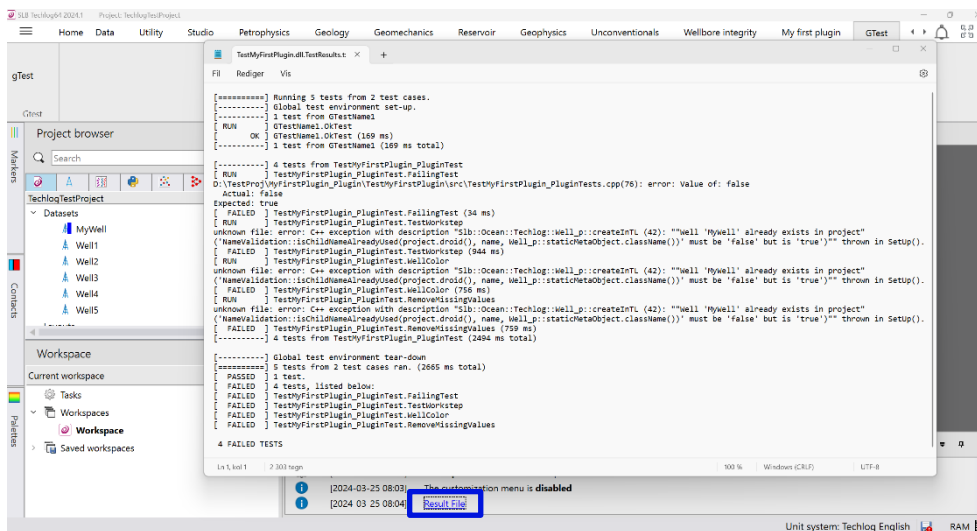 SLB Techlog64 2024.1 Project: TechlogTestProject
Home Data Utility Studio Petrophysics Geology Geomechanics Reservoir Geophysics Unconventionals Wellbore integrity My first plugin GTest
gTest
Gtest
Project browser
Search
TechlogTestProject
Datasets
MyWell
Well1
Well2
Well3
Well4
Well5
Markers
Contacts
Palettes
Workspace
Current workspace
Tasks
Workspaces
Workspace
Saved workspaces
TestMyFirstPlugin.dll.TestResults.t
Fil Rediger Vis
[==========] Running 5 tests from 2 test cases.
[----------] Global test environment set-up.
[----------] 1 test from GTestName1
[ RUN      ] GTestName1.OkTest
[       OK ] GTestName1.OkTest (169 ms)
[----------] 1 test from GTestName1 (169 ms total)
[----------] 4 tests from TestMyFirstPlugin_PluginTest
[ RUN      ] TestMyFirstPlugin_PluginTest.FailingTest
D:\TestProj\MyFirstPlugin_Plugin\TestMyFirstPlugin\src\TestMyFirstPlugin_PluginTests.cpp(76): error: Value of: false
Actual: false
Expected: true
[  FAILED  ] TestMyFirstPlugin_PluginTest.FailingTest (34 ms)
[ RUN      ] TestMyFirstPlugin_PluginTest.TestWorkstep
unknown file: error: C++ exception with description "Slb::Ocean::Techlog::Well_p::createInTL (42): ""Well 'MyWell' already exists in project"
('NameValidation::isChildNameAlreadyUsed(project.droid(), name, Well_p::staticMetaObject.className())' must be 'false' but is 'true')"" thrown in SetUp().
[  FAILED  ] TestMyFirstPlugin_PluginTest.TestWorkstep (944 ms)
[ RUN      ] TestMyFirstPlugin_PluginTest.WellColor
unknown file: error: C++ exception with description "Slb::Ocean::Techlog::Well_p::createInTL (42): ""Well 'MyWell' already exists in project"
('NameValidation::isChildNameAlreadyUsed(project.droid(), name, Well_p::staticMetaObject.className())' must be 'false' but is 'true')"" thrown in SetUp().
[  FAILED  ] TestMyFirstPlugin_PluginTest.WellColor (756 ms)
[ RUN      ] TestMyFirstPlugin_PluginTest.RemoveMissingValues
unknown file: error: C++ exception with description "Slb::Ocean::Techlog::Well_p::createInTL (42): ""Well 'MyWell' already exists in project"
('NameValidation::isChildNameAlreadyUsed(project.droid(), name, Well_p::staticMetaObject.className())' must be 'false' but is 'true')"" thrown in SetUp().
[  FAILED  ] TestMyFirstPlugin_PluginTest.RemoveMissingValues (759 ms)
[----------] 4 tests from TestMyFirstPlugin_PluginTest (2494 ms total)
[----------] Global test environment tear-down
[==========] 5 tests from 2 test cases ran. (2665 ms total)
[  PASSED  ] 1 test.
[  FAILED  ] 4 tests, listed below:
[  FAILED  ] TestMyFirstPlugin_PluginTest.FailingTest
[  FAILED  ] TestMyFirstPlugin_PluginTest.TestWorkstep
[  FAILED  ] TestMyFirstPlugin_PluginTest.WellColor
[  FAILED  ] TestMyFirstPlugin_PluginTest.RemoveMissingValues
4 FAILED TESTS
Ln 1, kol 1 2 303 tegn 100 % Windows (CRLF) UTF-8
[2024-03-25 08:03] The customization menu is disabled
[2024 03 25 08:04] Result File
Unit system: Techlog English RAM